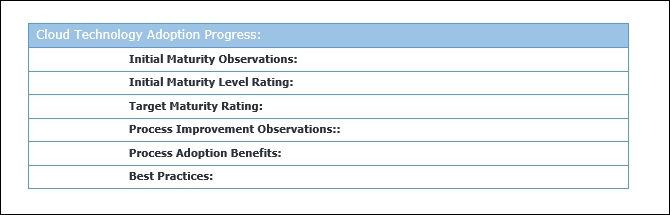 Cloud Technology Adoption Progress:
Initial Maturity Observations:
Initial Maturity Level Rating:
Target Maturity Rating:
Process Improvement Observations::
Process Adoption Benefits:
Best Practices: